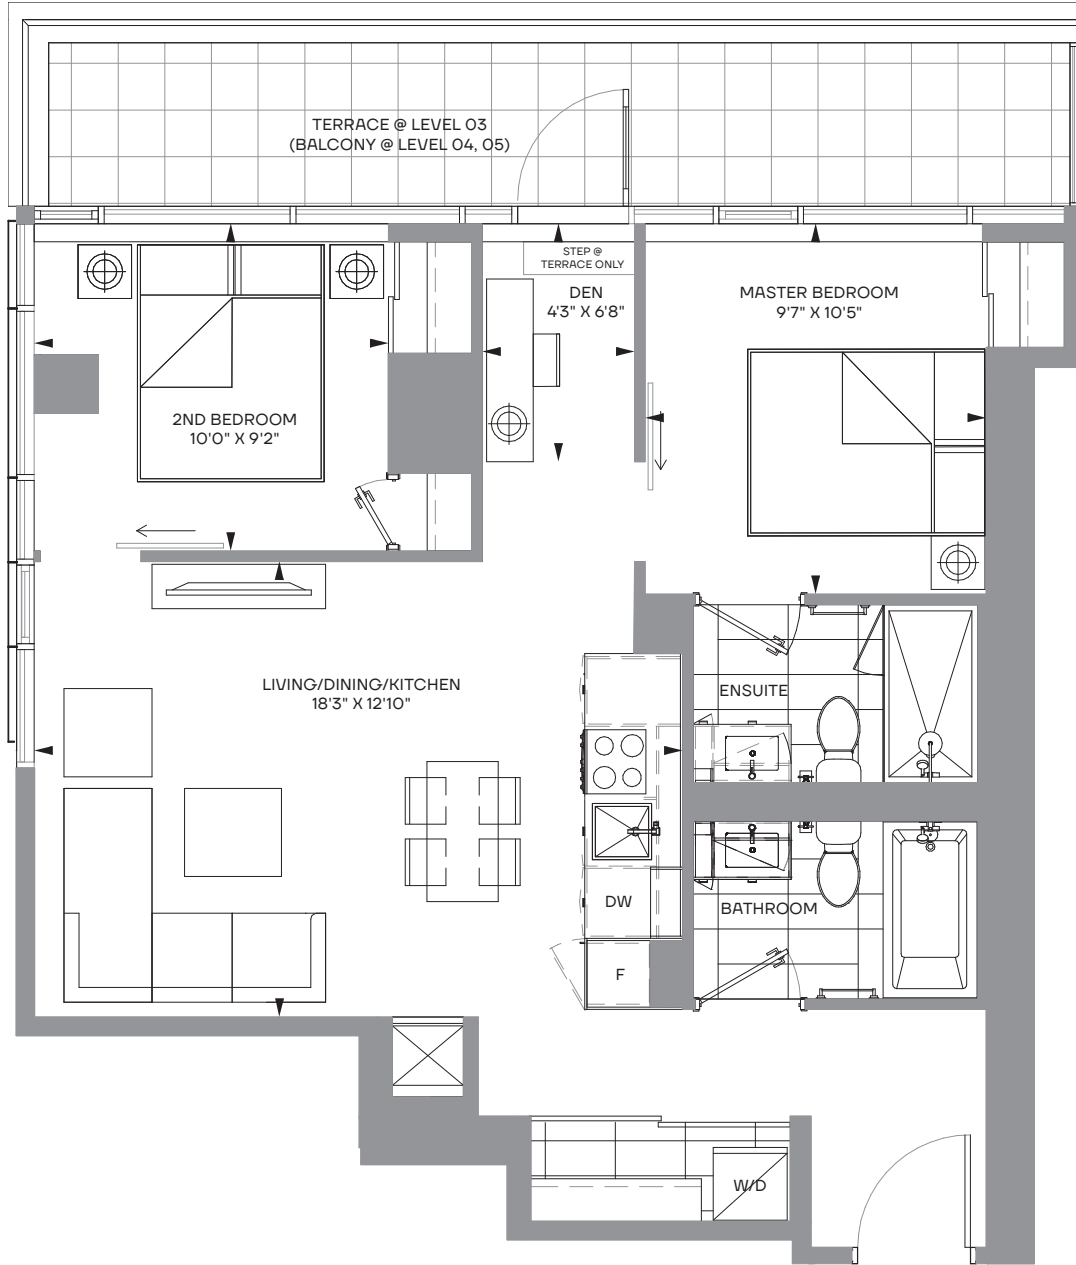 TERRACE @ LEVEL 03
(BALCONY @ LEVEL 04, 05)
STEP @
TERRACE ONLY
DEN
4'3" X 6'8"
MASTER BEDROOM
9'7" X 10'5"
2ND BEDROOM
10'0" X 9'2"
LIVING/DINING/KITCHEN
18'3" X 12'10"
ENSUITE
DW
BATHROOM
F
W/D